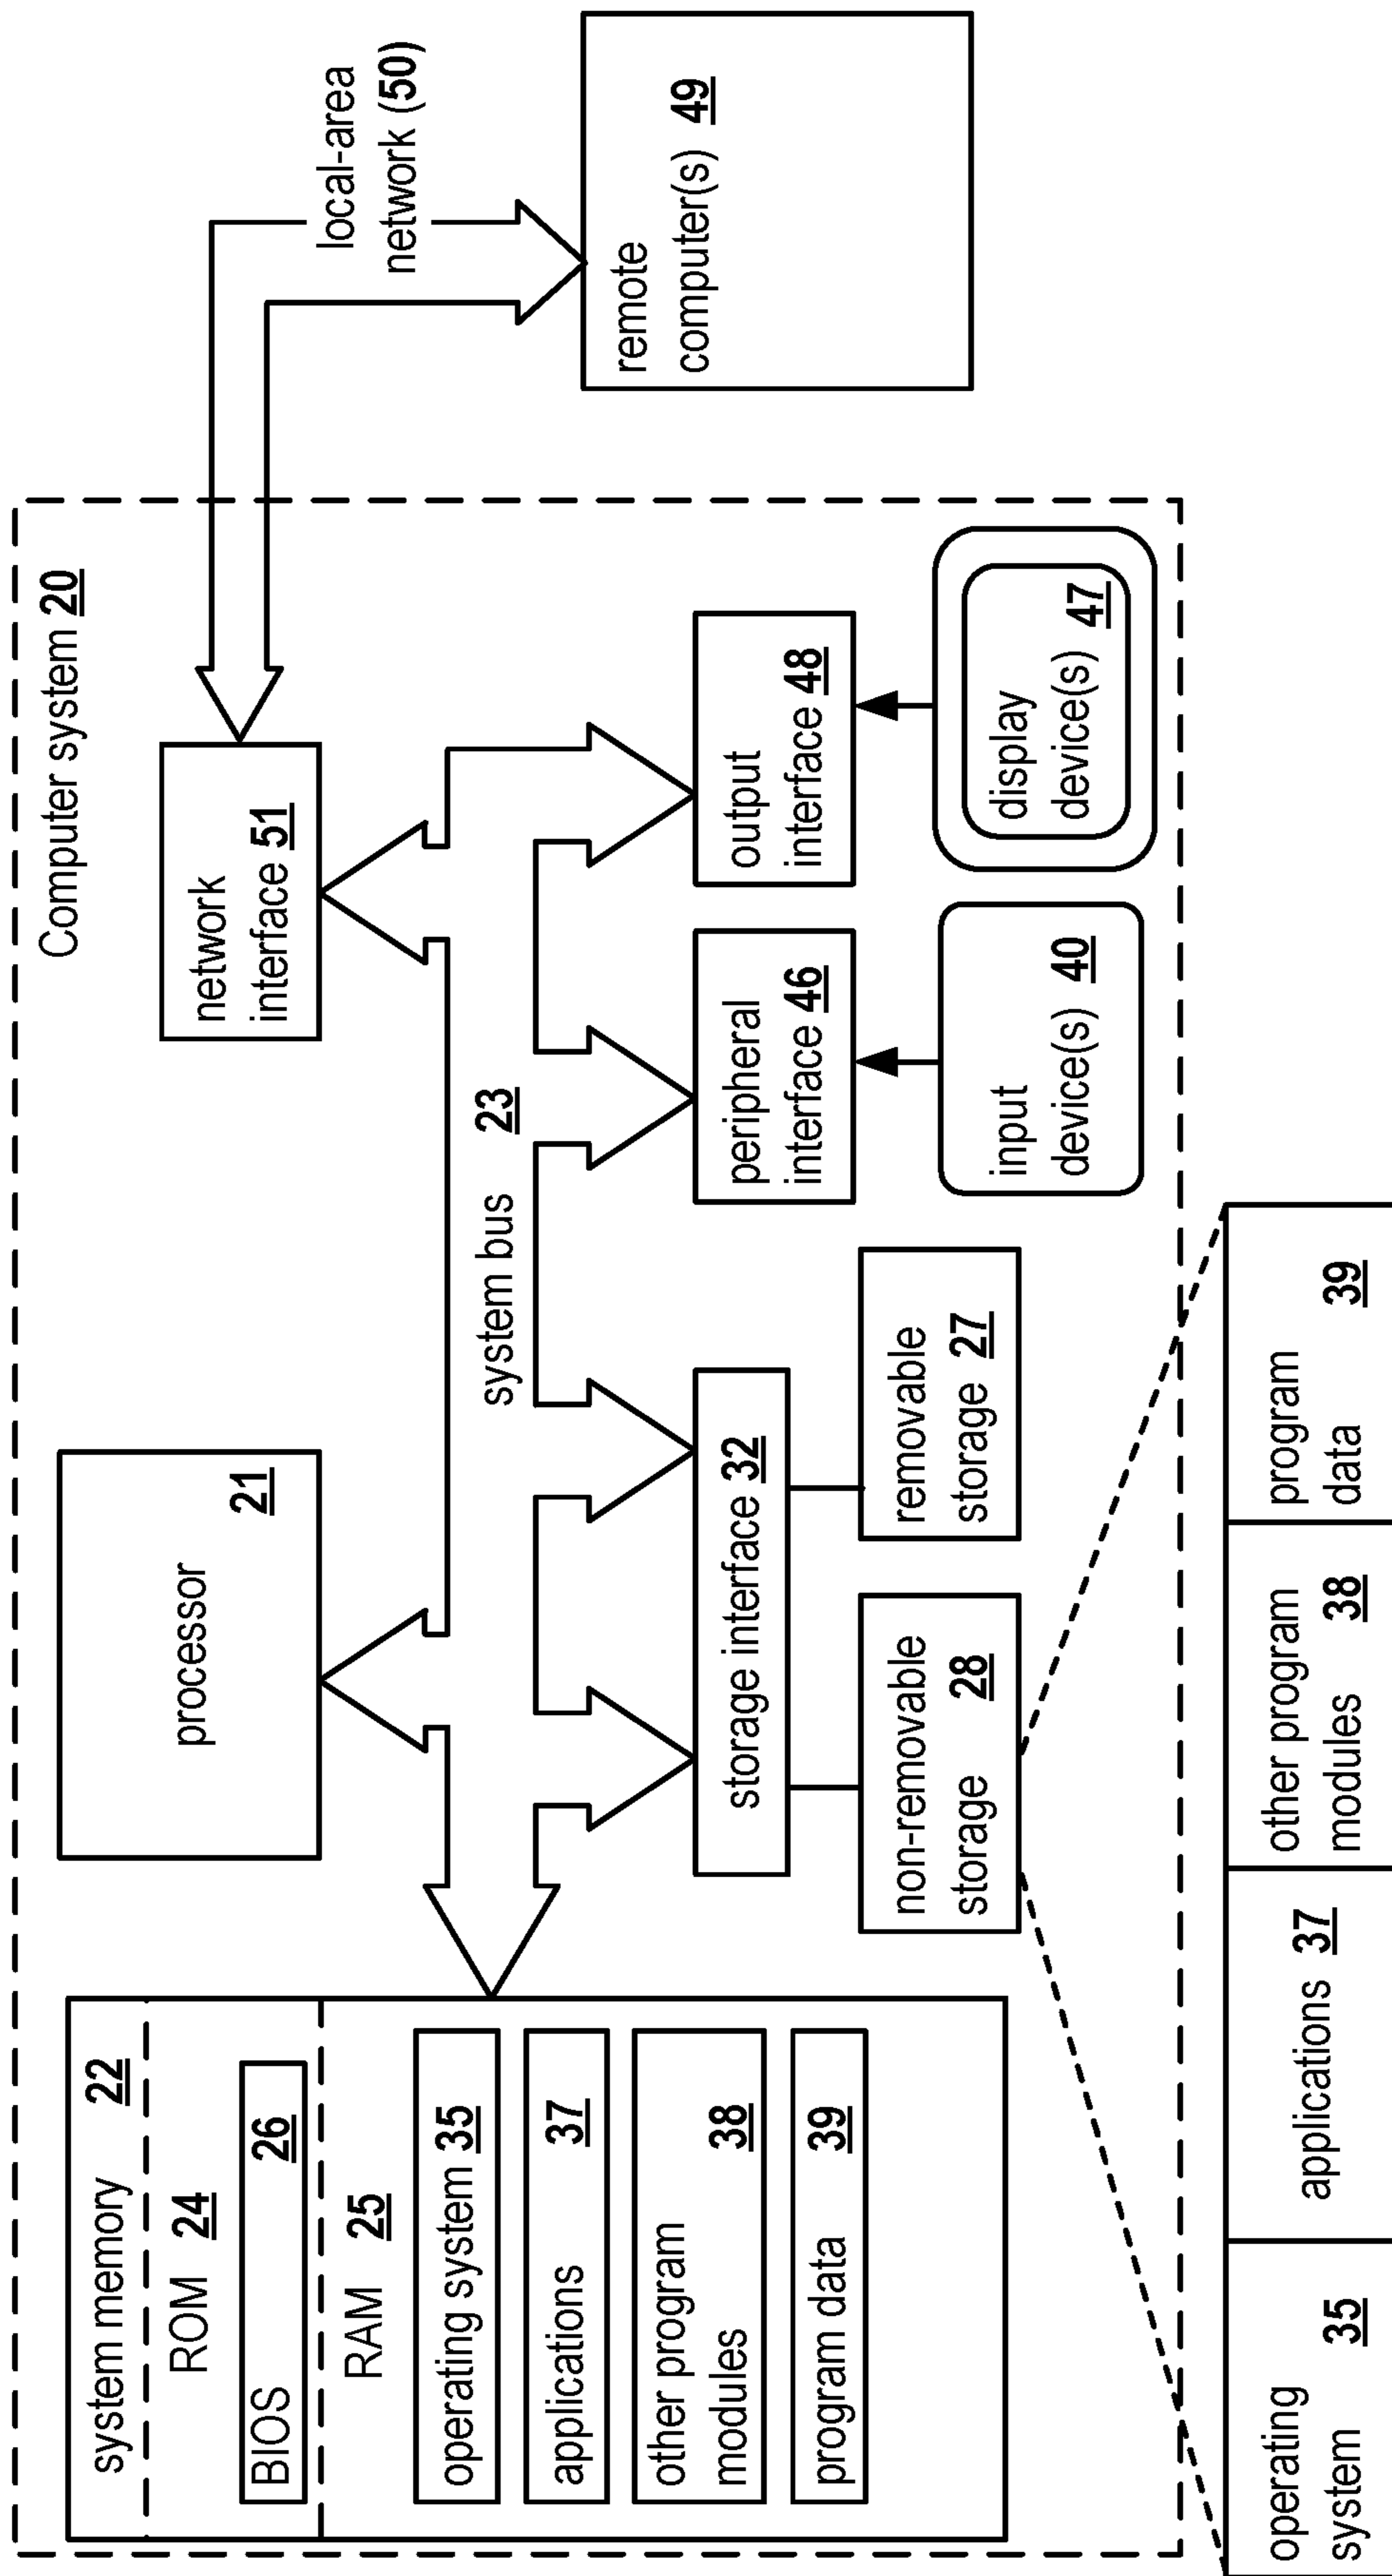 Computer system 20
system memory 22
ROM 24
BIOS 26
RAM 25
operating system 35
applications 37
other program
modules 38
program data 39
processor 21
network
interface 51
local-area
network (50)
system bus 23
storage interface 32
non-removable
storage 28
removable
storage 27
peripheral
interface 46
output
interface 48
input
device(s) 40
display
device(s) 47
remote
computer(s) 49
operating
system 35
applications 37
other program
modules 38
program
data 39